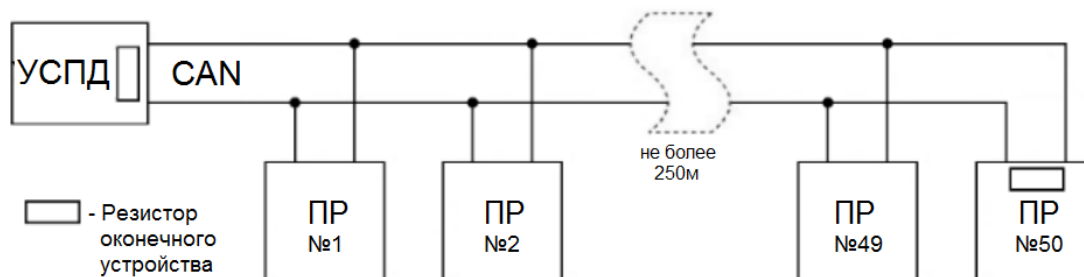 УСПД
CAN
не более
250м
ПР
№1
ПР
№2
ПР
№49
ПР
№50
- Резистор
оконечного
устройства